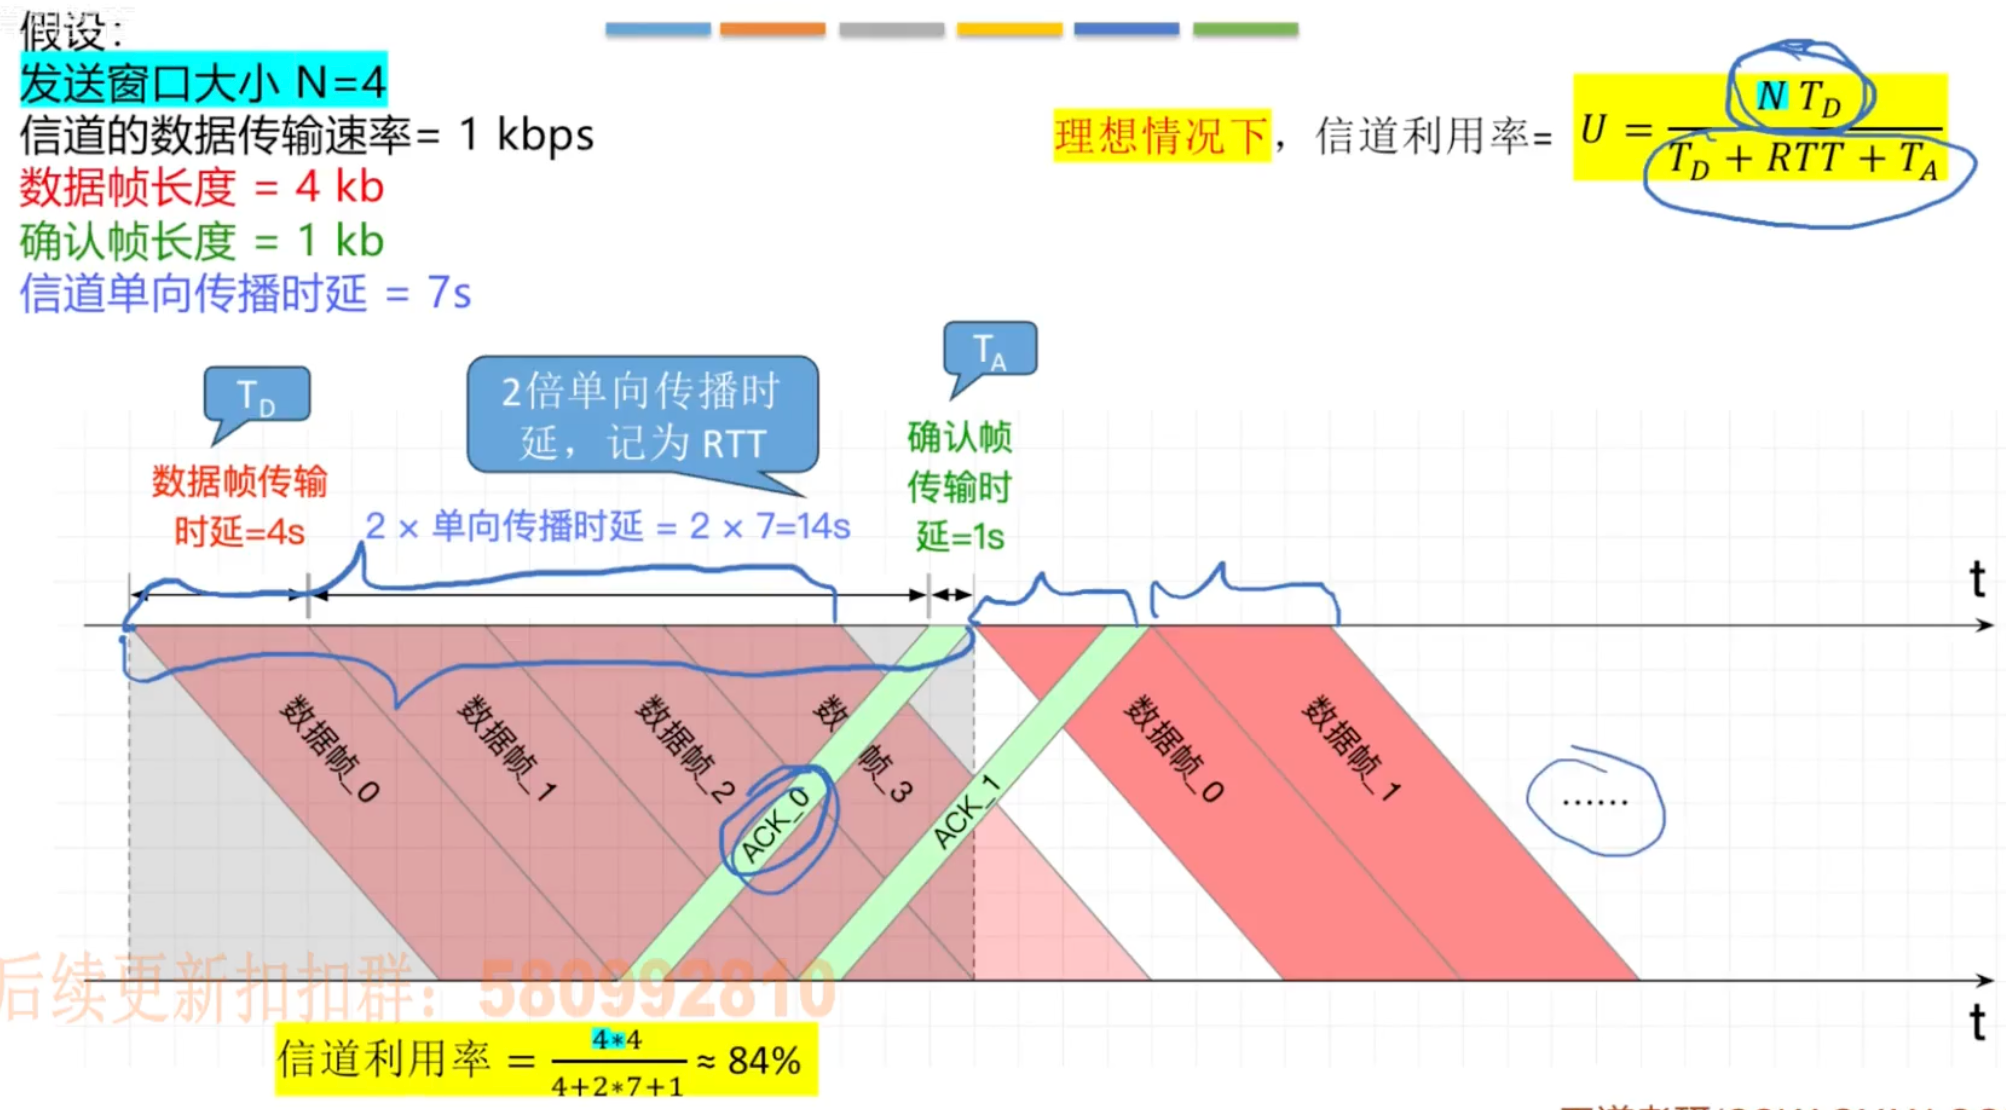 假设：
发送窗口大小 N=4
信道的数据传输速率= 1 kbps
数据帧长度 = 4 kb
确认帧长度 = 1 kb
信道单向传播时延 = 7s
理想情况下，信道利用率= U = N T_D / (T_D + RTT + T_A)
T_D
2倍单向传播时
延，记为 RTT
T_A
数据帧传输
时延=4s
2 × 单向传播时延 = 2 × 7=14s
确认帧
传输时
延=1s
t
数据帧_0
数据帧_1
数据帧_2
数 帧_3
ACK_0
ACK_1
数据帧_0
数据帧_1
……
后续更新扣扣群：580992810
t
信道利用率 = 4*4 / (4+2*7+1) ≈ 84%